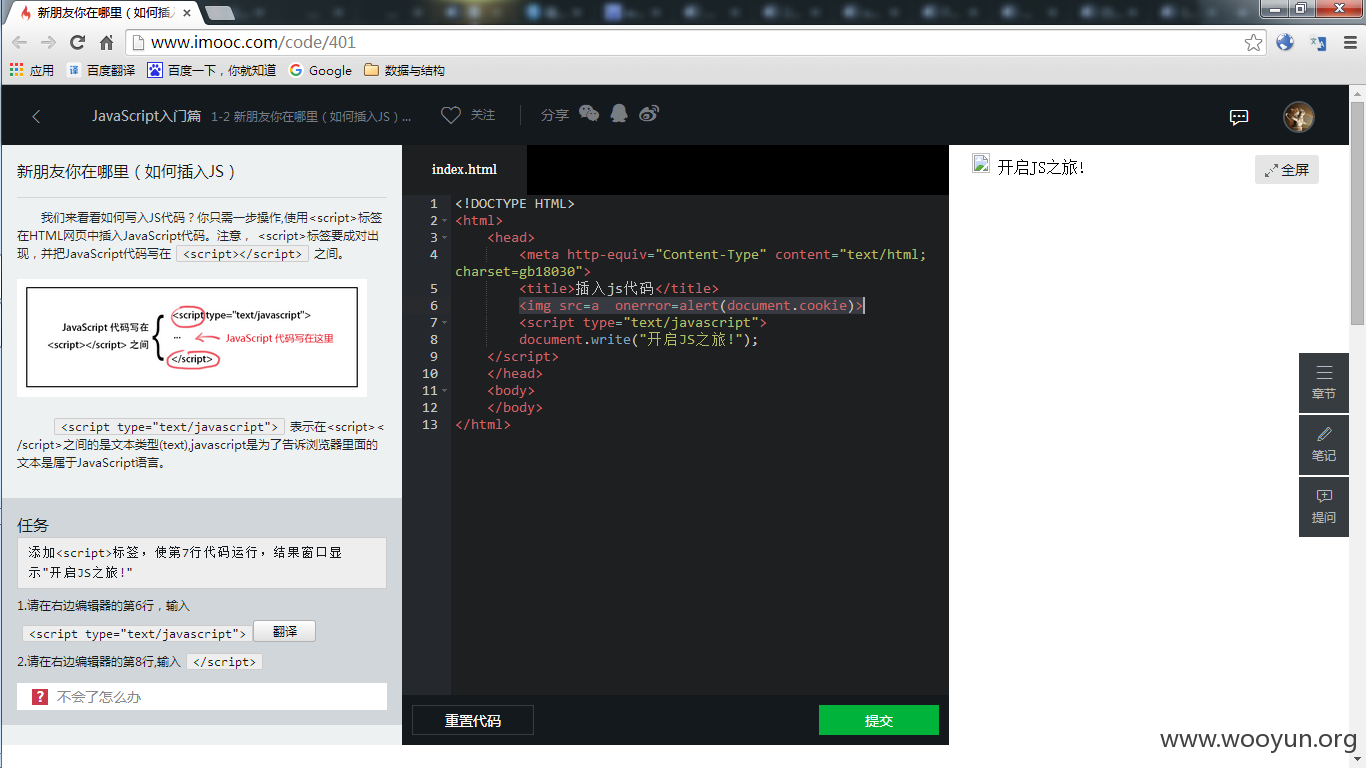 新朋友你在哪里（如何插入
www.imooc.com/code/401
应用 百度翻译 百度一下，你就知道 Google 数据与结构
JavaScript入门篇 1-2 新朋友你在哪里（如何插入JS）... 关注 分享
新朋友你在哪里（如何插入JS）
我们来看看如何写入JS代码？你只需一步操作,使用<script>标签
在HTML网页中插入JavaScript代码。注意， <script>标签要成对出
现，并把JavaScript代码写在 <script></script> 之间。
JavaScript 代码写在
<script></script> 之间
<script type="text/javascript">
...
JavaScript 代码写在这里
</script>
<script type="text/javascript"> 表示在<script><
/script>之间的是文本类型(text),javascript是为了告诉浏览器里面的
文本是属于JavaScript语言。
任务
添加<script>标签，使第7行代码运行，结果窗口显
示"开启JS之旅!"
1.请在右边编辑器的第6行，输入
<script type="text/javascript"> 翻译
2.请在右边编辑器的第8行,输入 </script>
? 不会了怎么办
index.html
1 <!DOCTYPE HTML>
2 <html>
3 <head>
4 <meta http-equiv="Content-Type" content="text/html;
charset=gb18030">
5 <title>插入js代码</title>
6 <img src=a  onerror=alert(document.cookie)>
7 <script type="text/javascript">
8 document.write("开启JS之旅!");
9 </script>
10 </head>
11 <body>
12 </body>
13 </html>
重置代码 提交
开启JS之旅!
全屏
章节
笔记
提问
www.wooyun.org